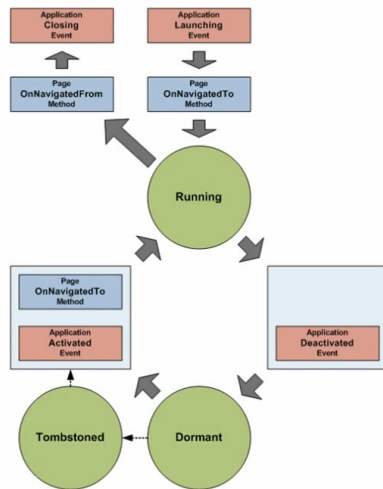 Application
Closing
Event
Application
Launching
Event
Page
OnNavigatedFrom
Method
Page
OnNavigatedTo
Method
Running
Page
OnNavigatedTo
Method
Application
Activated
Event
Application
Deactivated
Event
Tombstoned
Dormant